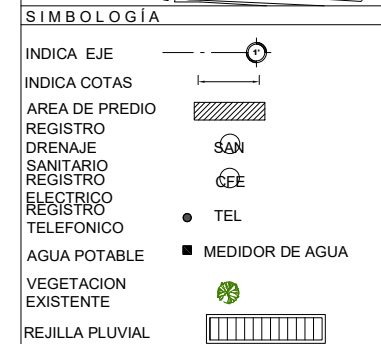 SIMBOLOGÍA
INDICA EJE 1'
INDICA COTAS
AREA DE PREDIO
REGISTRO
DRENAJE SAN
SANITARIO
REGISTRO CFE
ELECTRICO
REGISTRO
TELEFONICO TEL
AGUA POTABLE MEDIDOR DE AGUA
VEGETACION
EXISTENTE
REJILLA PLUVIAL